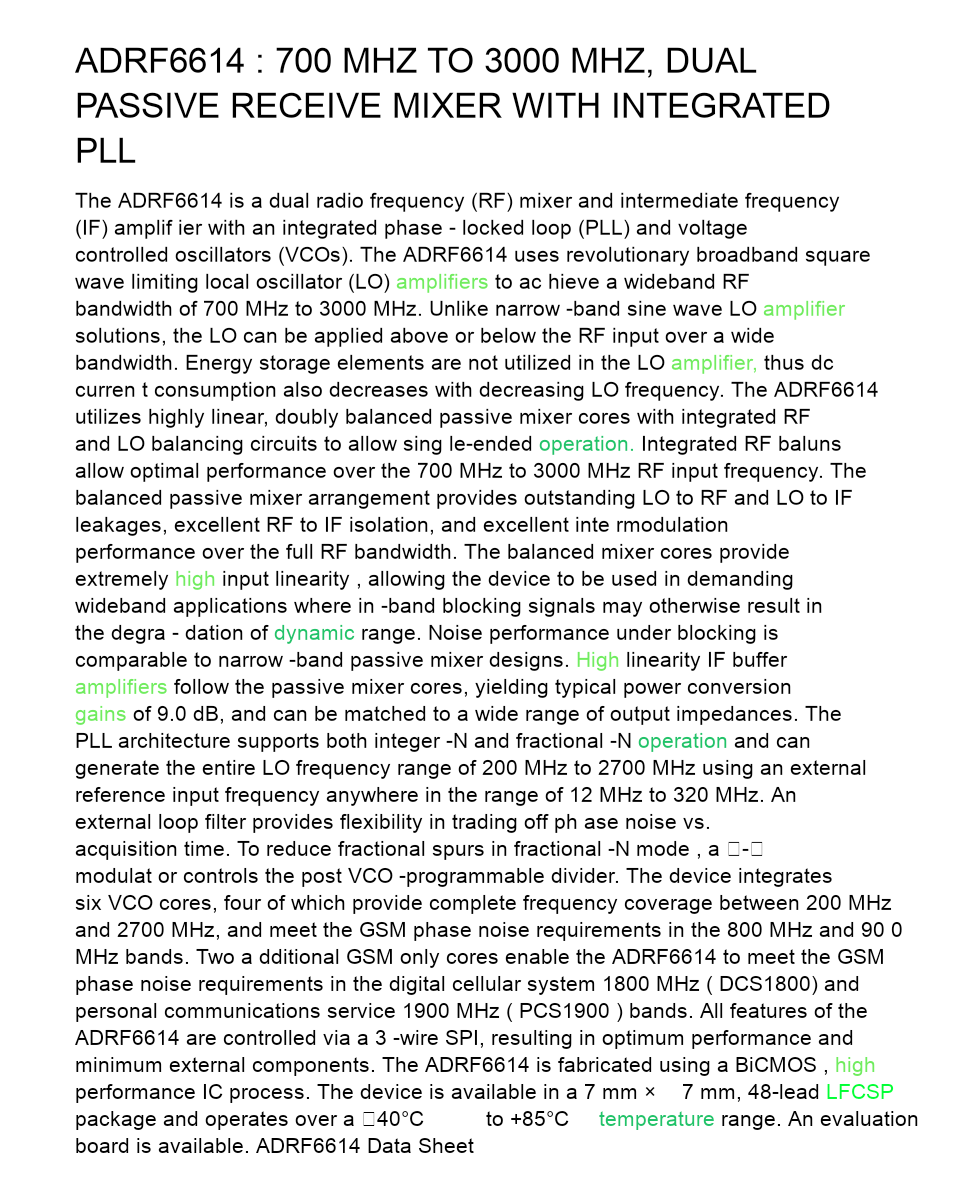 ADRF6614 : 700 MHZ TO 3000 MHZ, DUAL
PASSIVE RECEIVE MIXER WITH INTEGRATED
PLL
The ADRF6614 is a dual radio frequency (RF) mixer and intermediate frequency
(IF) amplif ier with an integrated phase - locked loop (PLL) and voltage
controlled oscillators (VCOs). The ADRF6614 uses revolutionary broadband square
wave limiting local oscillator (LO) amplifiers to ac hieve a wideband RF
bandwidth of 700 MHz to 3000 MHz. Unlike narrow -band sine wave LO amplifier
solutions, the LO can be applied above or below the RF input over a wide
bandwidth. Energy storage elements are not utilized in the LO amplifier, thus dc
curren t consumption also decreases with decreasing LO frequency. The ADRF6614
utilizes highly linear, doubly balanced passive mixer cores with integrated RF
and LO balancing circuits to allow sing le-ended operation. Integrated RF baluns
allow optimal performance over the 700 MHz to 3000 MHz RF input frequency. The
balanced passive mixer arrangement provides outstanding LO to RF and LO to IF
leakages, excellent RF to IF isolation, and excellent inte rmodulation
performance over the full RF bandwidth. The balanced mixer cores provide
extremely high input linearity , allowing the device to be used in demanding
wideband applications where in -band blocking signals may otherwise result in
the degra - dation of dynamic range. Noise performance under blocking is
comparable to narrow -band passive mixer designs. High linearity IF buffer
amplifiers follow the passive mixer cores, yielding typical power conversion
gains of 9.0 dB, and can be matched to a wide range of output impedances. The
PLL architecture supports both integer -N and fractional -N operation and can
generate the entire LO frequency range of 200 MHz to 2700 MHz using an external
reference input frequency anywhere in the range of 12 MHz to 320 MHz. An
external loop filter provides flexibility in trading off ph ase noise vs.
acquisition time. To reduce fractional spurs in fractional -N mode , a □-□
modulat or controls the post VCO -programmable divider. The device integrates
six VCO cores, four of which provide complete frequency coverage between 200 MHz
and 2700 MHz, and meet the GSM phase noise requirements in the 800 MHz and 90 0
MHz bands. Two a dditional GSM only cores enable the ADRF6614 to meet the GSM
phase noise requirements in the digital cellular system 1800 MHz ( DCS1800) and
personal communications service 1900 MHz ( PCS1900 ) bands. All features of the
ADRF6614 are controlled via a 3 -wire SPI, resulting in optimum performance and
minimum external components. The ADRF6614 is fabricated using a BiCMOS , high
performance IC process. The device is available in a 7 mm × 7 mm, 48-lead LFCSP
package and operates over a □40°C to +85°C temperature range. An evaluation
board is available. ADRF6614 Data Sheet